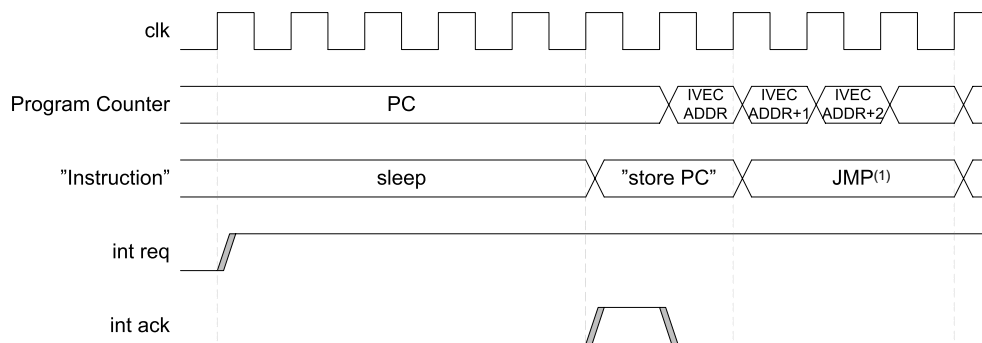 clk
Program Counter
PC
IVEC
ADDR
IVEC
ADDR+1
IVEC
ADDR+2
”Instruction”
sleep
”store PC”
JMP(1)
int req
int ack